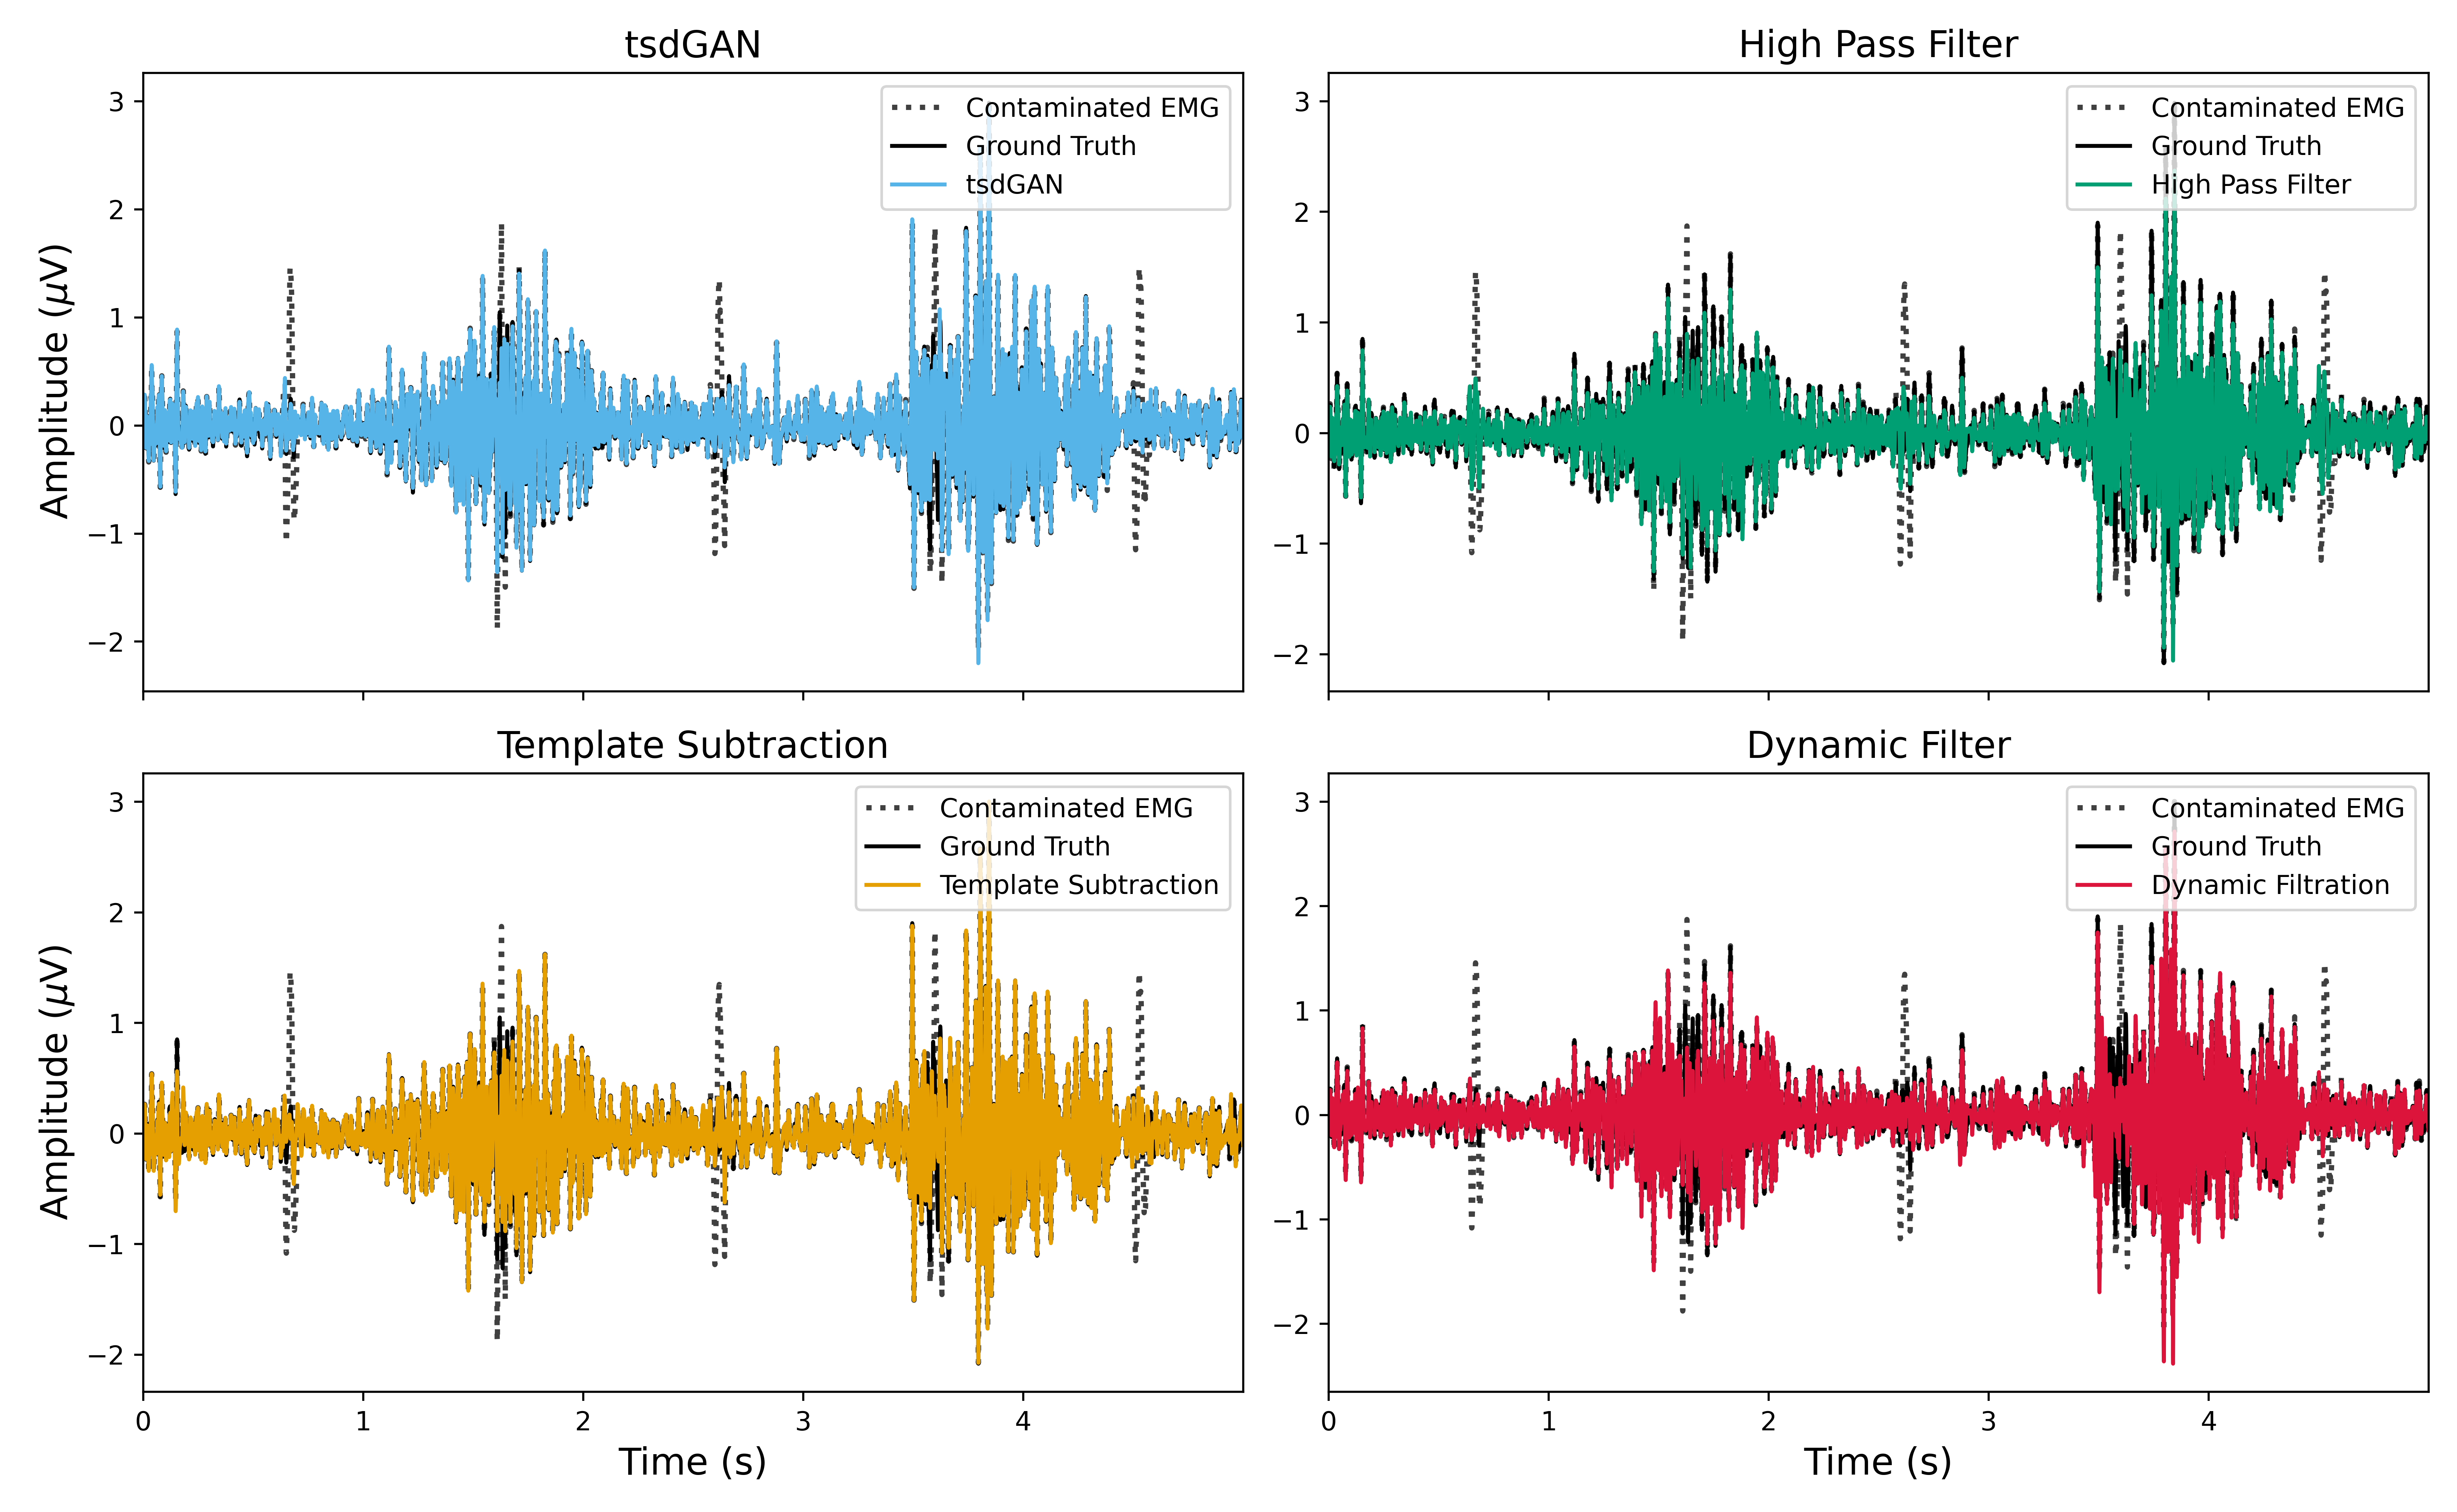 tsdGAN
Contaminated EMG
Ground Truth
tsdGAN
3
2
1
0
−1
−2
Amplitude (μV)
High Pass Filter
Contaminated EMG
Ground Truth
High Pass Filter
3
2
1
0
−1
−2
Template Subtraction
Contaminated EMG
Ground Truth
Template Subtraction
3
2
1
0
−1
−2
Amplitude (μV)
0 1 2 3 4
Time (s)
Dynamic Filter
Contaminated EMG
Ground Truth
Dynamic Filtration
3
2
1
0
−1
−2
0 1 2 3 4
Time (s)